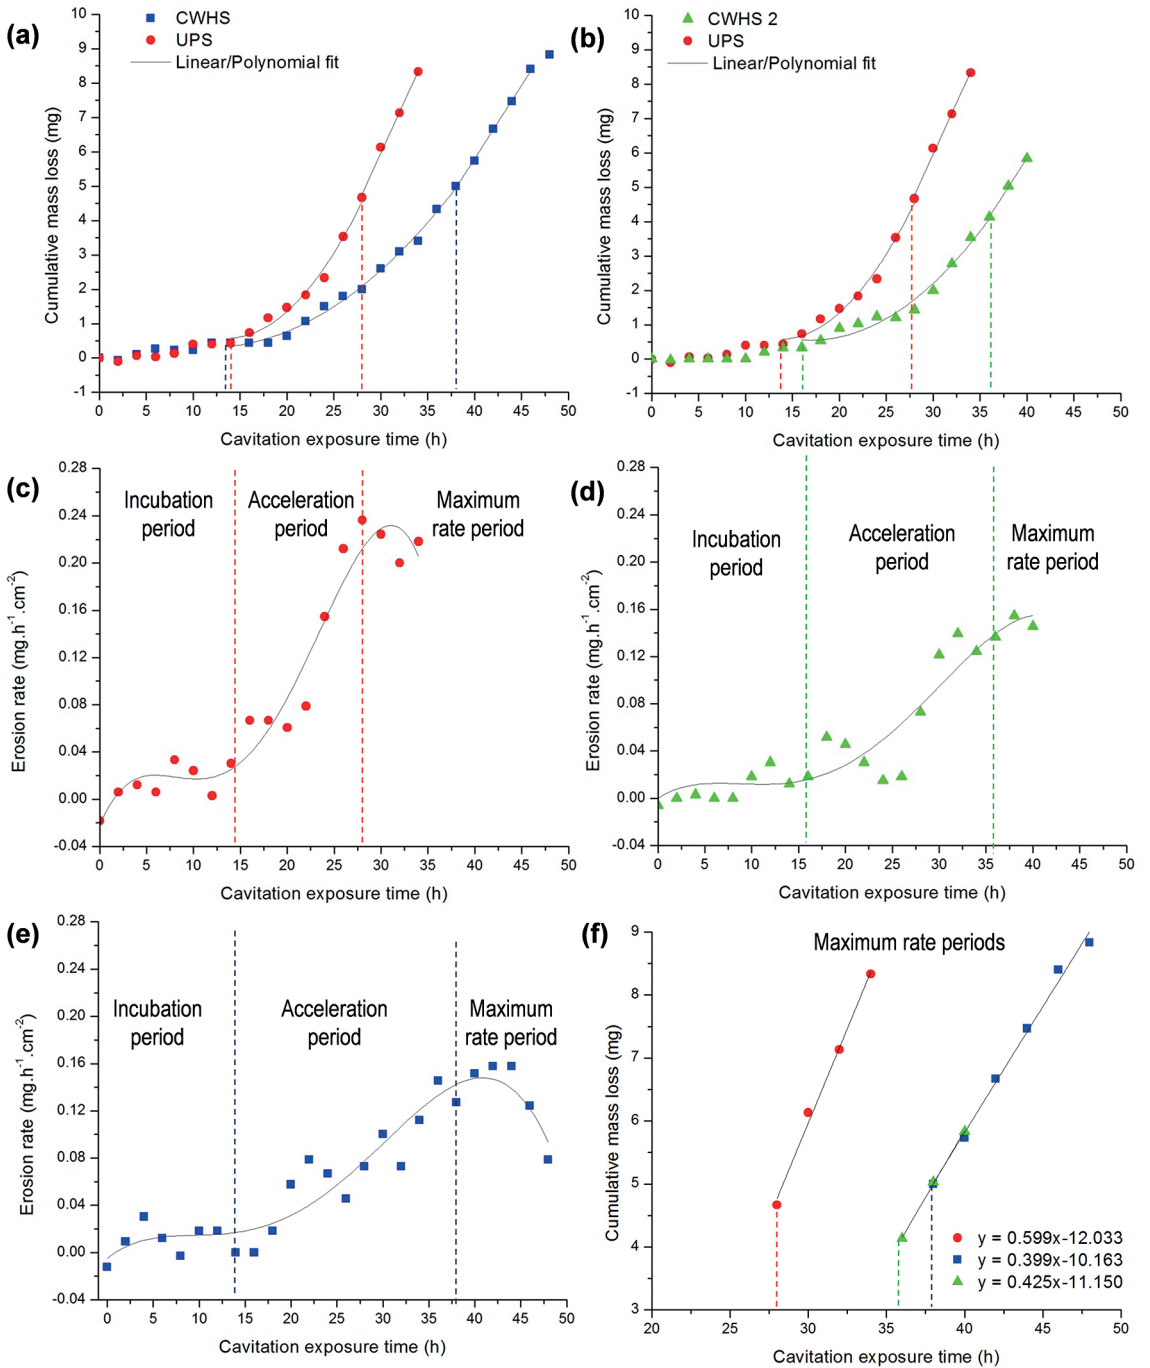 (a)
CWHS
UPS
Linear/Polynomial fit
10
9
8
7
6
5
4
3
2
1
0
-1
Cumulative mass loss (mg)
0 5 10 15 20 25 30 35 40 45 50
Cavitation exposure time (h)
(b)
CWHS 2
UPS
Linear/Polynomial fit
10
9
8
7
6
5
4
3
2
1
0
-1
Cumulative mass loss (mg)
0 5 10 15 20 25 30 35 40 45 50
Cavitation exposure time (h)
(c)
Incubation
period
Acceleration
period
Maximum
rate period
0.28
0.24
0.20
0.16
0.12
0.08
0.04
0.00
-0.04
Erosion rate (mg.h⁻¹.cm⁻²)
0 5 10 15 20 25 30 35 40 45 50
Cavitation exposure time (h)
(d)
Incubation
period
Acceleration
period
Maximum
rate period
0.28
0.24
0.20
0.16
0.12
0.08
0.04
0.00
-0.04
Erosion rate (mg.h⁻¹.cm⁻²)
0 5 10 15 20 25 30 35 40 45 50
Cavitation exposure time (h)
(e)
Incubation
period
Acceleration
period
Maximum
rate period
0.28
0.24
0.20
0.16
0.12
0.08
0.04
0.00
-0.04
Erosion rate (mg.h⁻¹.cm⁻²)
0 5 10 15 20 25 30 35 40 45 50
Cavitation exposure time (h)
(f)
Maximum rate periods
9
8
7
6
5
4
3
Cumulative mass loss (mg)
y = 0.599x-12.033
y = 0.399x-10.163
y = 0.425x-11.150
20 25 30 35 40 45 50
Cavitation exposure time (h)